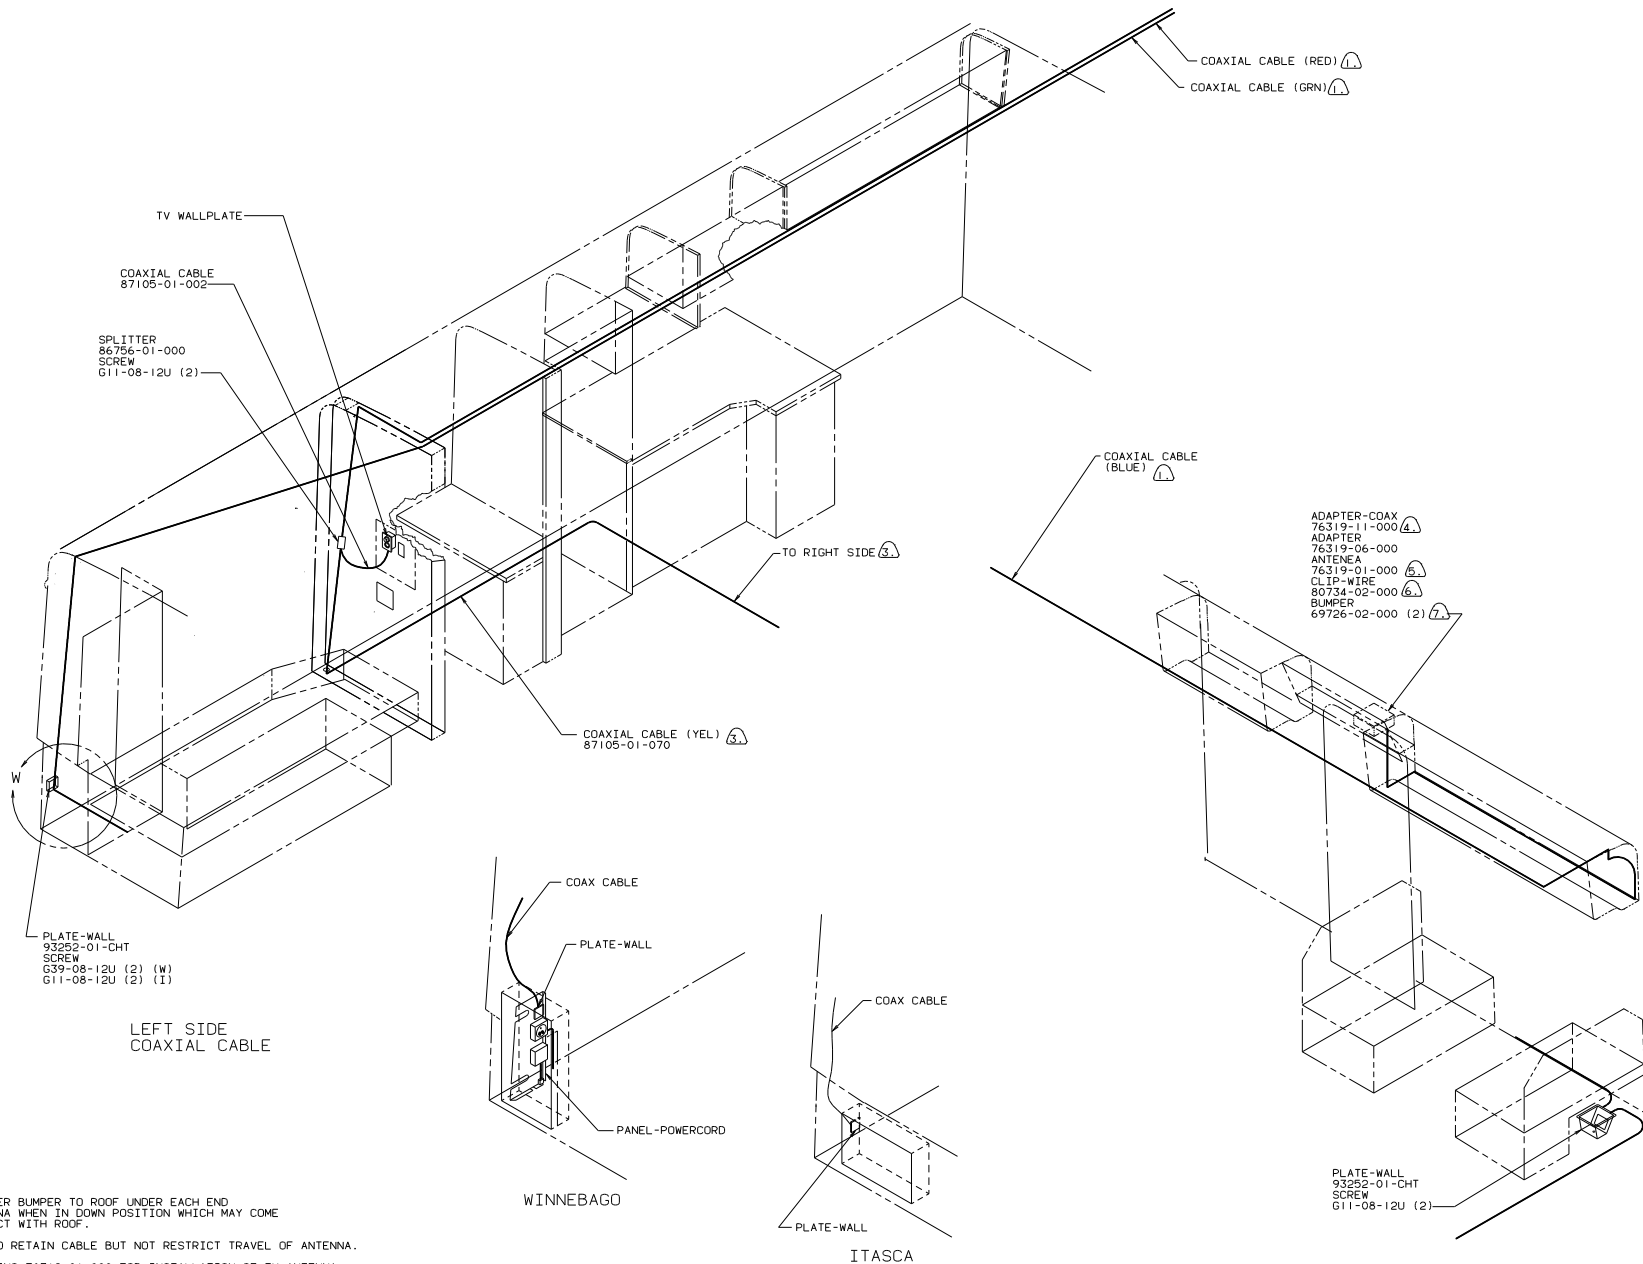 COAXIAL CABLE (RED) 1.
COAXIAL CABLE (GRN) 1.
TV WALLPLATE
COAXIAL CABLE
87105-01-002
SPLITTER
86756-01-000
SCREW
G11-08-12U (2)
COAXIAL CABLE
(BLUE) 1.
ADAPTER-COAX
76319-11-000 4.
ADAPTER
76319-06-000
ANTENEA
76319-01-000 5.
CLIP-WIRE
80734-02-000 6.
BUMPER
69726-02-000 (2) 7.
TO RIGHT SIDE 3.
COAXIAL CABLE (YEL) 3.
87105-01-070
W
PLATE-WALL
93252-01-CHT
SCREW
G39-08-12U (2) (W)
G11-08-12U (2) (I)
LEFT SIDE
COAXIAL CABLE
COAX CABLE
PLATE-WALL
PANEL-POWERCORD
WINNEBAGO
COAX CABLE
PLATE-WALL
ITASCA
PLATE-WALL
93252-01-CHT
SCREW
G11-08-12U (2)
ER BUMPER TO ROOF UNDER EACH END
NA WHEN IN DOWN POSITION WHICH MAY COME
CT WITH ROOF.
O RETAIN CABLE BUT NOT RESTRICT TRAVEL OF ANTENNA.